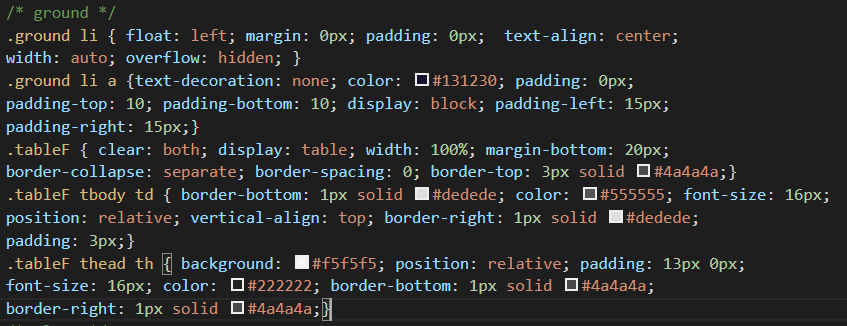 /* ground */
.ground li { float: left; margin: 0px; padding: 0px;  text-align: center;
width: auto; overflow: hidden; }
.ground li a {text-decoration: none; color: #131230; padding: 0px;
padding-top: 10; padding-bottom: 10; display: block; padding-left: 15px;
padding-right: 15px;}
.tableF { clear: both; display: table; width: 100%; margin-bottom: 20px;
border-collapse: separate; border-spacing: 0; border-top: 3px solid #4a4a4a;}
.tableF tbody td { border-bottom: 1px solid #dedede; color: #555555; font-size: 16px;
position: relative; vertical-align: top; border-right: 1px solid #dedede;
padding: 3px;}
.tableF thead th { background: #f5f5f5; position: relative; padding: 13px 0px;
font-size: 16px; color: #222222; border-bottom: 1px solid #4a4a4a;
border-right: 1px solid #4a4a4a;}